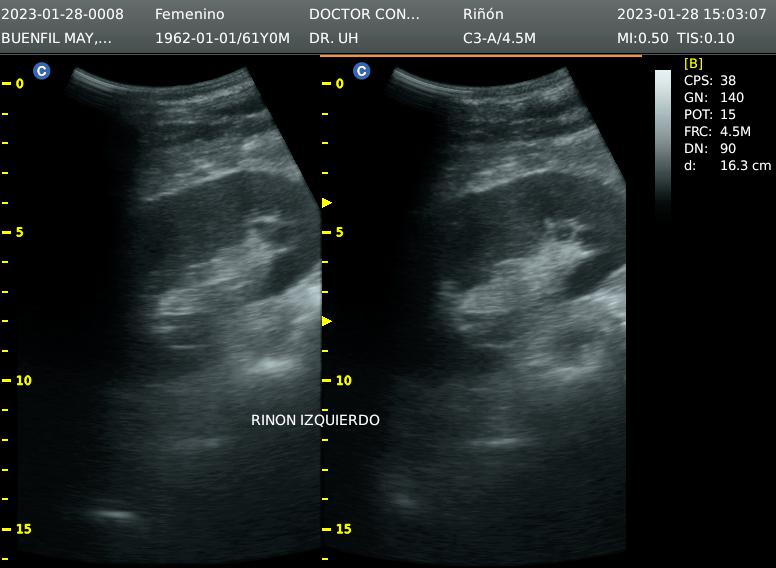 2023-01-28-0008 Femenino DOCTOR CON... Riñón 2023-01-28 15:03:07
BUENFIL MAY,... 1962-01-01/61Y0M DR. UH C3-A/4.5M MI:0.50 TIS:0.10
C C [B]
0 0 CPS: 38
GN: 140
POT: 15
FRC: 4.5M
DN: 90
d: 16.3 cm
5 5
10 10
RINON IZQUIERDO
15 15